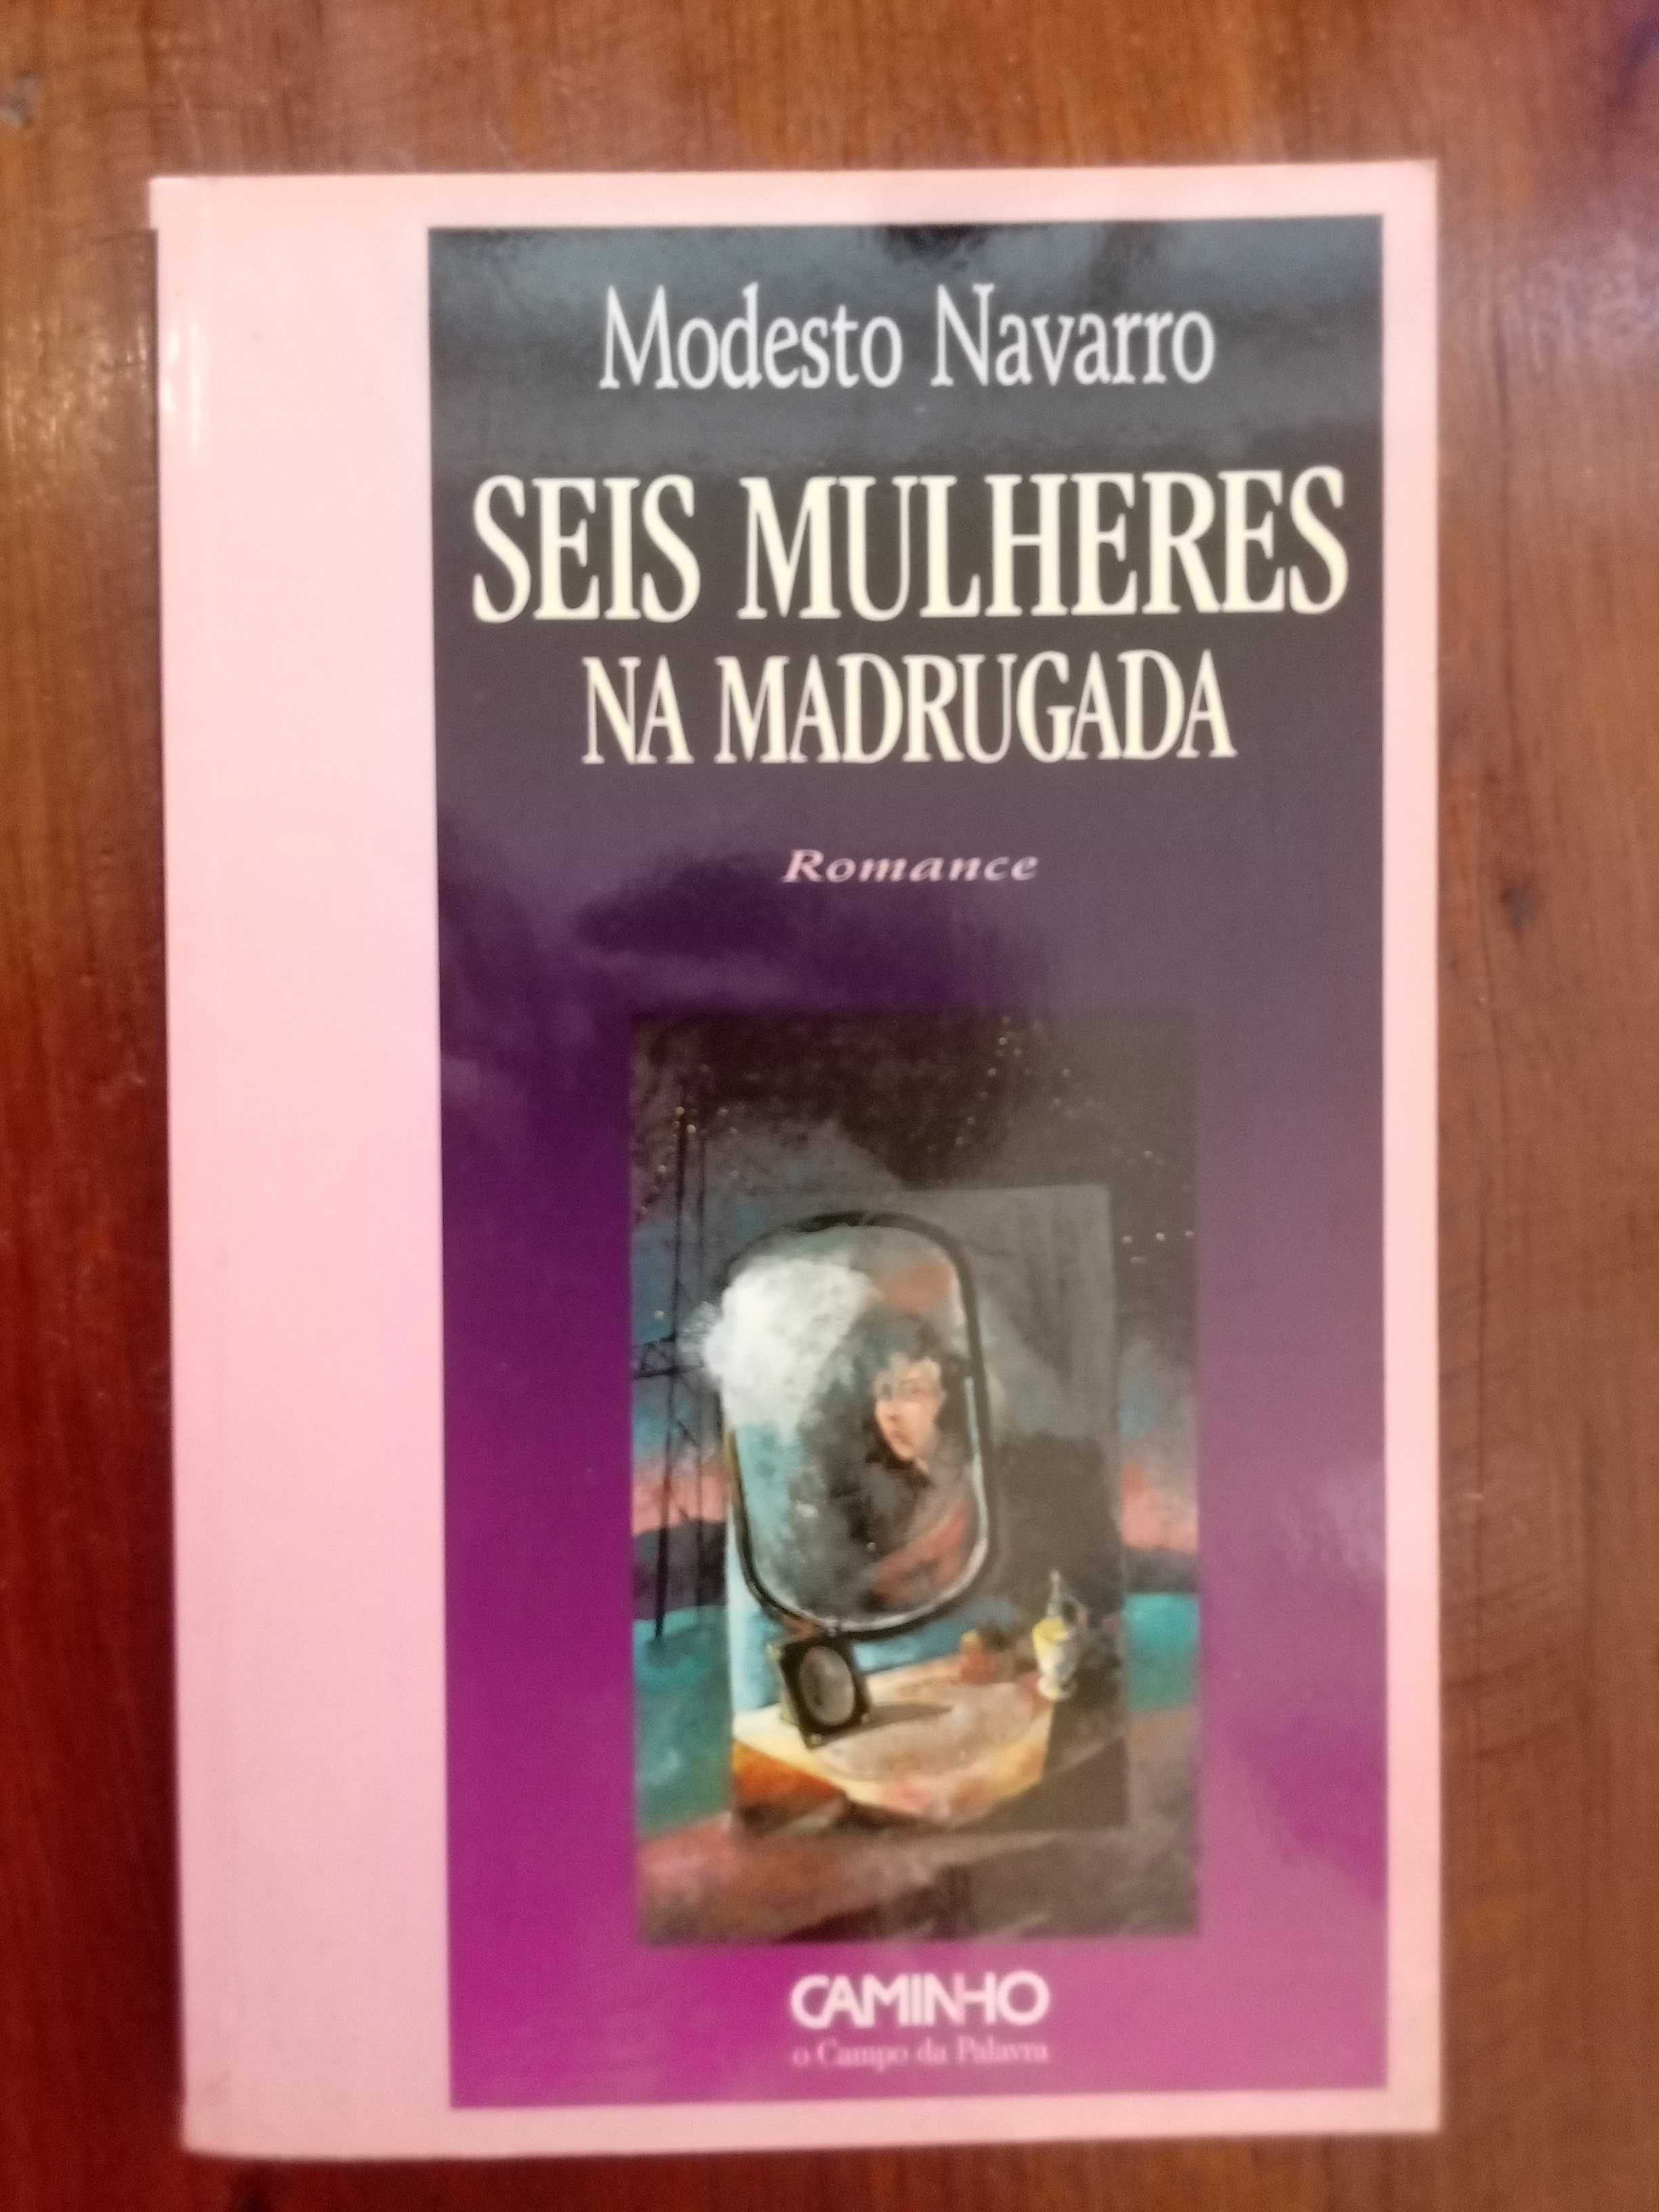 Modesto Navarro
SEIS MULHERES
NA MADRUGADA
Romance
CAMINHO
o Campo da Palavra